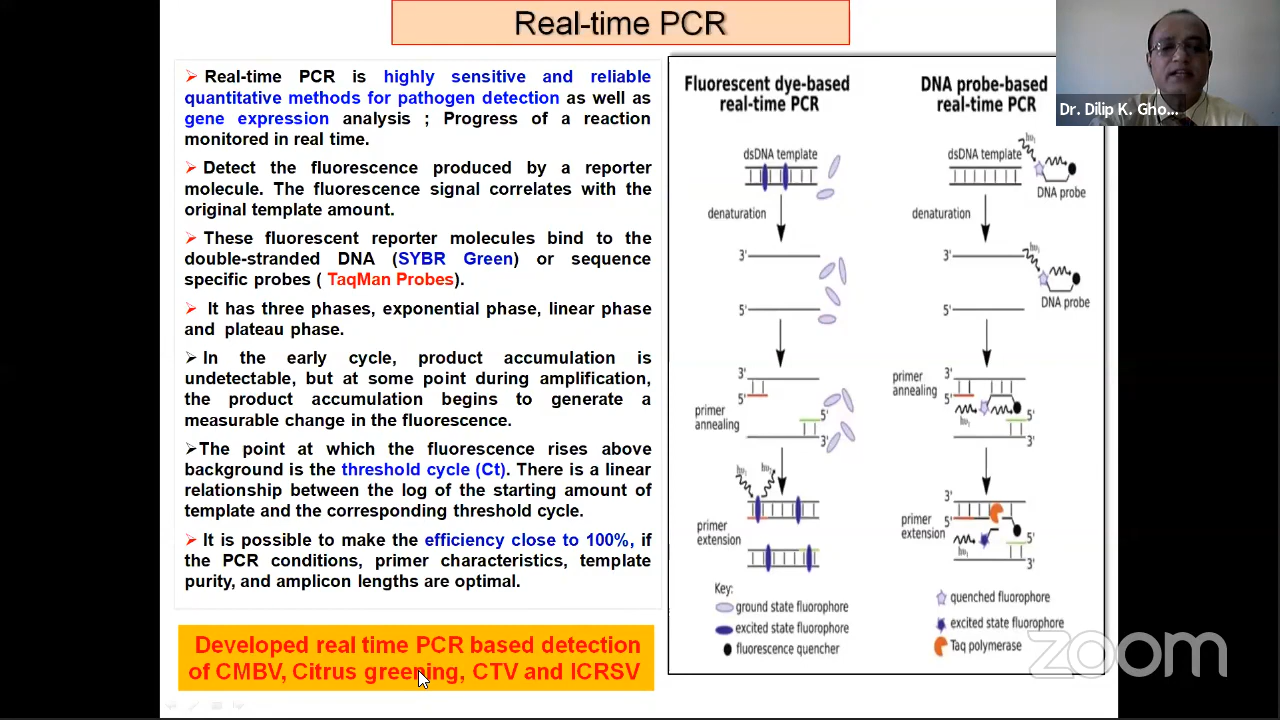 Real-time PCR
➢ Real-time PCR is highly sensitive and reliable
quantitative methods for pathogen detection as well as
gene expression analysis ; Progress of a reaction
monitored in real time.
➢ Detect the fluorescence produced by a reporter
molecule. The fluorescence signal correlates with the
original template amount.
➢ These fluorescent reporter molecules bind to the
double-stranded DNA (SYBR Green) or sequence
specific probes ( TaqMan Probes).
➢ It has three phases, exponential phase, linear phase
and plateau phase.
➢ In the early cycle, product accumulation is
undetectable, but at some point during amplification,
the product accumulation begins to generate a
measurable change in the fluorescence.
➢The point at which the fluorescence rises above
background is the threshold cycle (Ct). There is a linear
relationship between the log of the starting amount of
template and the corresponding threshold cycle.
➢ It is possible to make the efficiency close to 100%, if
the PCR conditions, primer characteristics, template
purity, and amplicon lengths are optimal.
Developed real time PCR based detection
of CMBV, Citrus greening, CTV and ICRSV
Fluorescent dye-based
real-time PCR
dsDNA template
denaturation
3'
5'
3'
5'
primer
annealing
5'
3'
hυ₁
hυ₂
primer
extension
Key:
ground state fluorophore
excited state fluorophore
fluorescence quencher
DNA probe-based
real-time PCR
dsDNA template
hυ₁
DNA probe
denaturation
3'
hυ₁
DNA probe
5'
3'
primer
annealing
5'
hυ₁
5'
3'
3'
5'
primer
extension
hυ₁
5'
3'
quenched fluorophore
excited state fluorophore
Taq polymerase
Dr. Dilip K. Gho...
zoom